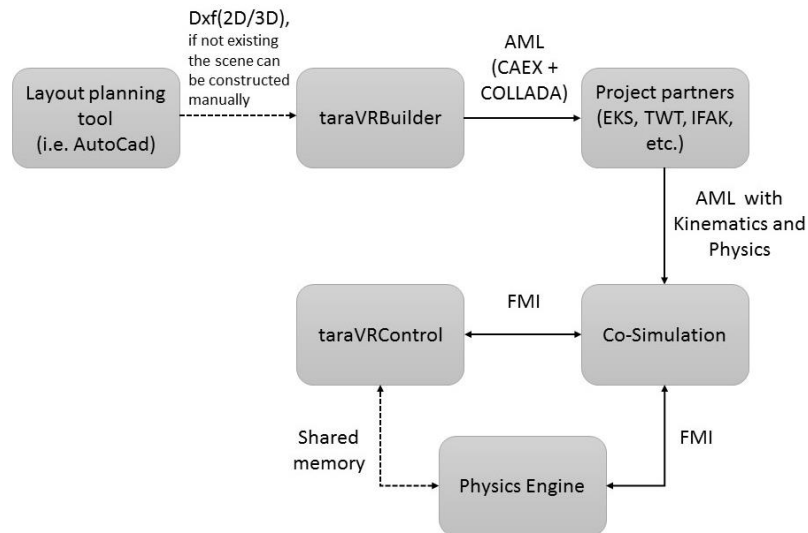 Dxf(2D/3D),
if not existing
the scene can
be constructed
manually
AML
(CAEX +
COLLADA)
Layout planning
tool
(i.e. AutoCad)
taraVRBuilder
Project partners
(EKS, TWT, IFAK,
etc.)
AML with
Kinematics and
Physics
taraVRControl
FMI
Co-Simulation
Shared
memory
Physics Engine
FMI